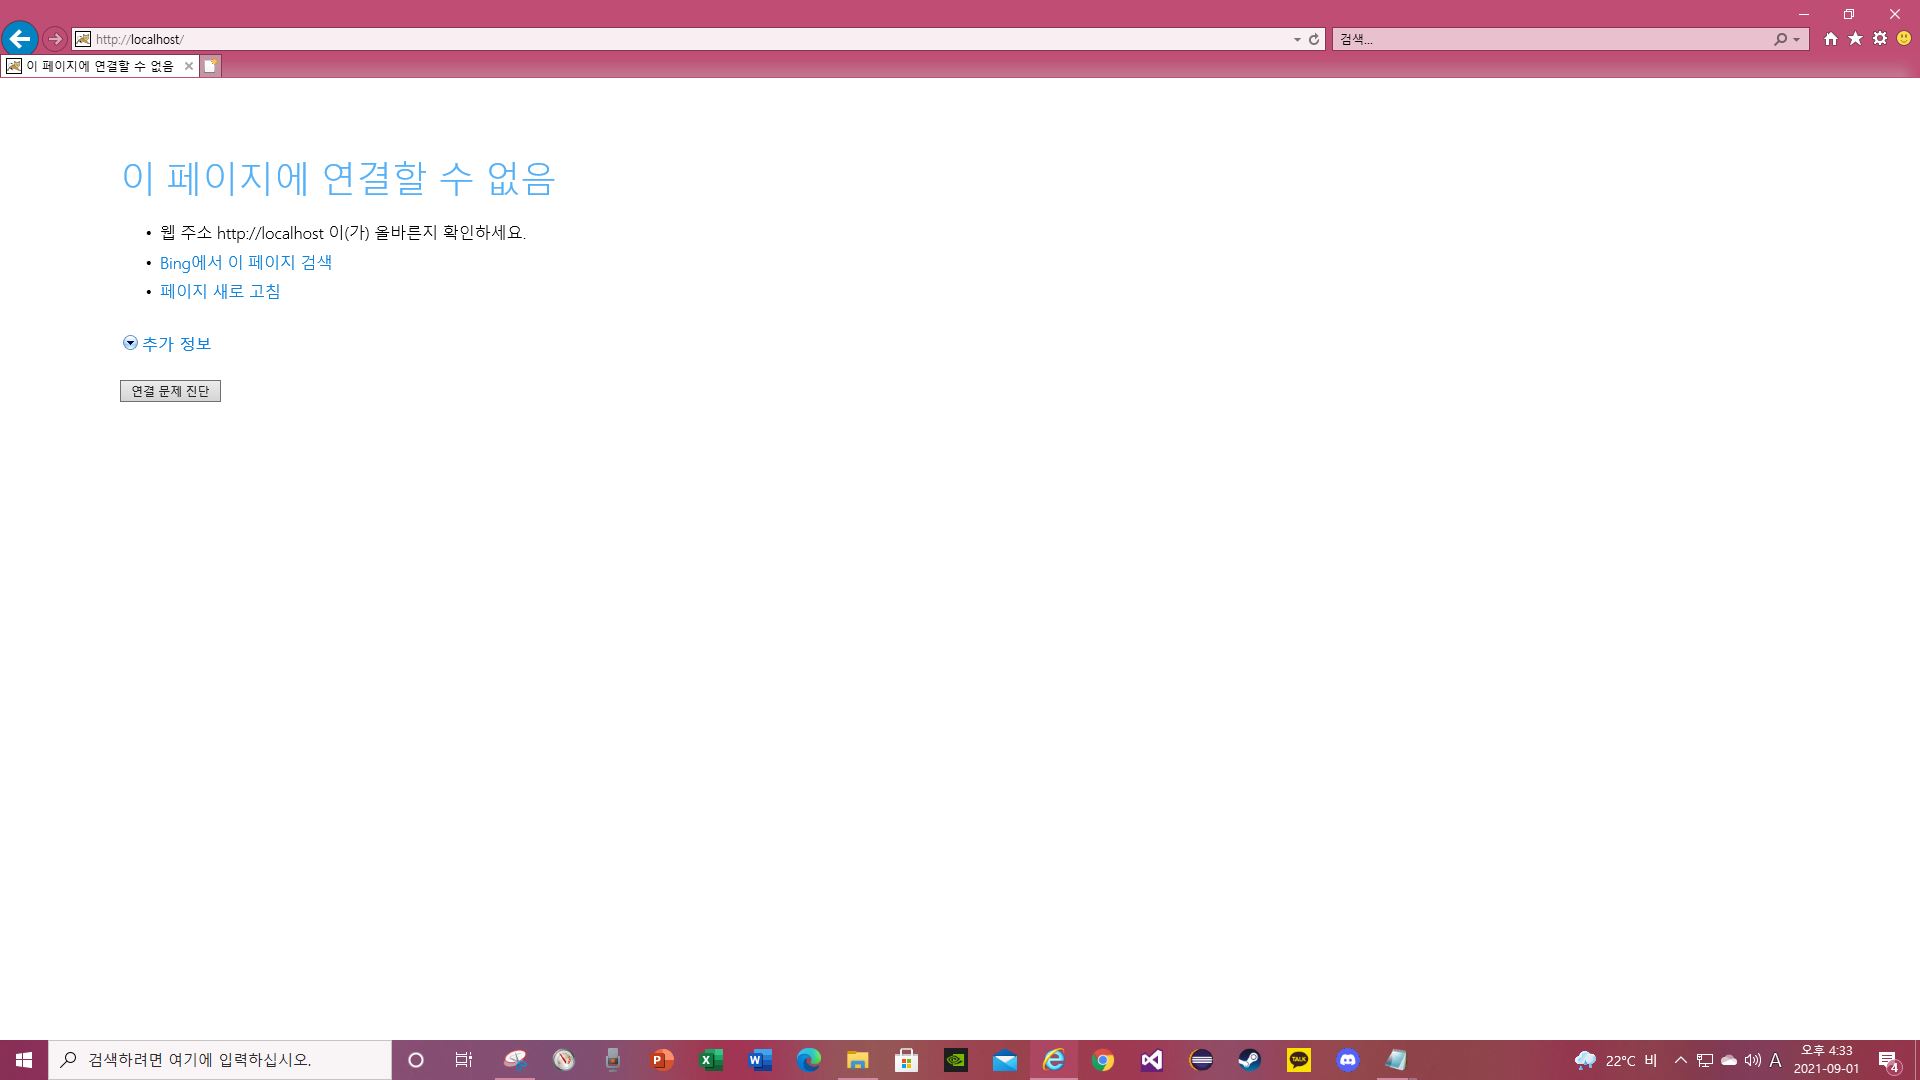 http://localhost/
검색...
이 페이지에 연결할 수 없음
이 페이지에 연결할 수 없음
• 웹 주소 http://localhost 이(가) 올바른지 확인하세요.
• Bing에서 이 페이지 검색
• 페이지 새로 고침
추가 정보
연결 문제 진단
검색하려면 여기에 입력하십시오.
P
X
W
TALK
22°C 비
A
오후 4:33
2021-09-01
4